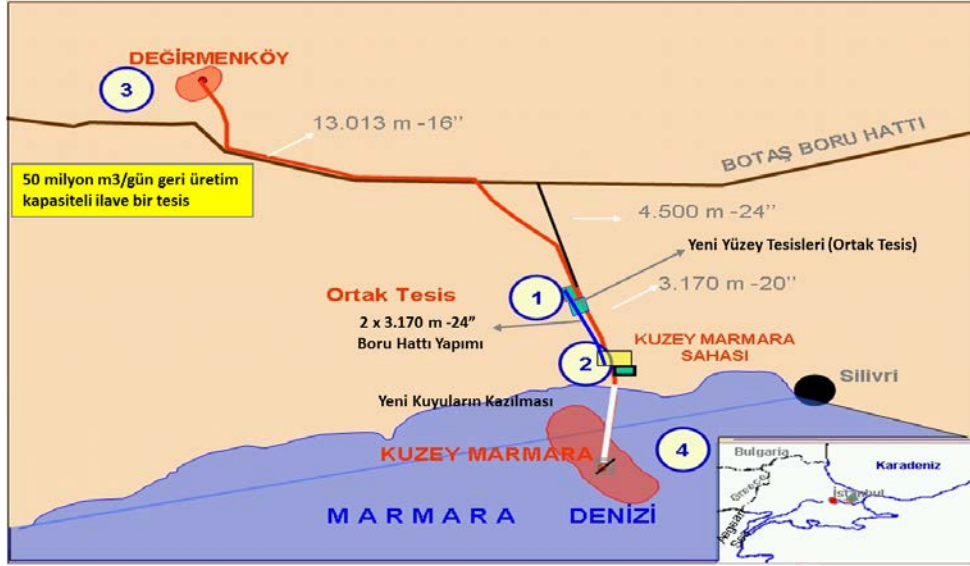 DEĞİRMENKÖY
3
13.013 m -16’’
BOTAŞ BORU HATTI
50 milyon m3/gün geri üretim
kapasiteli ilave bir tesis
4.500 m -24’’
Yeni Yüzey Tesisleri (Ortak Tesis)
3.170 m -20’’
Ortak Tesis
1
2 x 3.170 m -24”
Boru Hattı Yapımı
KUZEY MARMARA
SAHASI
2
Silivri
Yeni Kuyuların Kazılması
KUZEY MARMARA
4
MARMARA DENİZİ
Bulgaria
Karadeniz
Greece
İstanbul
Aegean
Sea